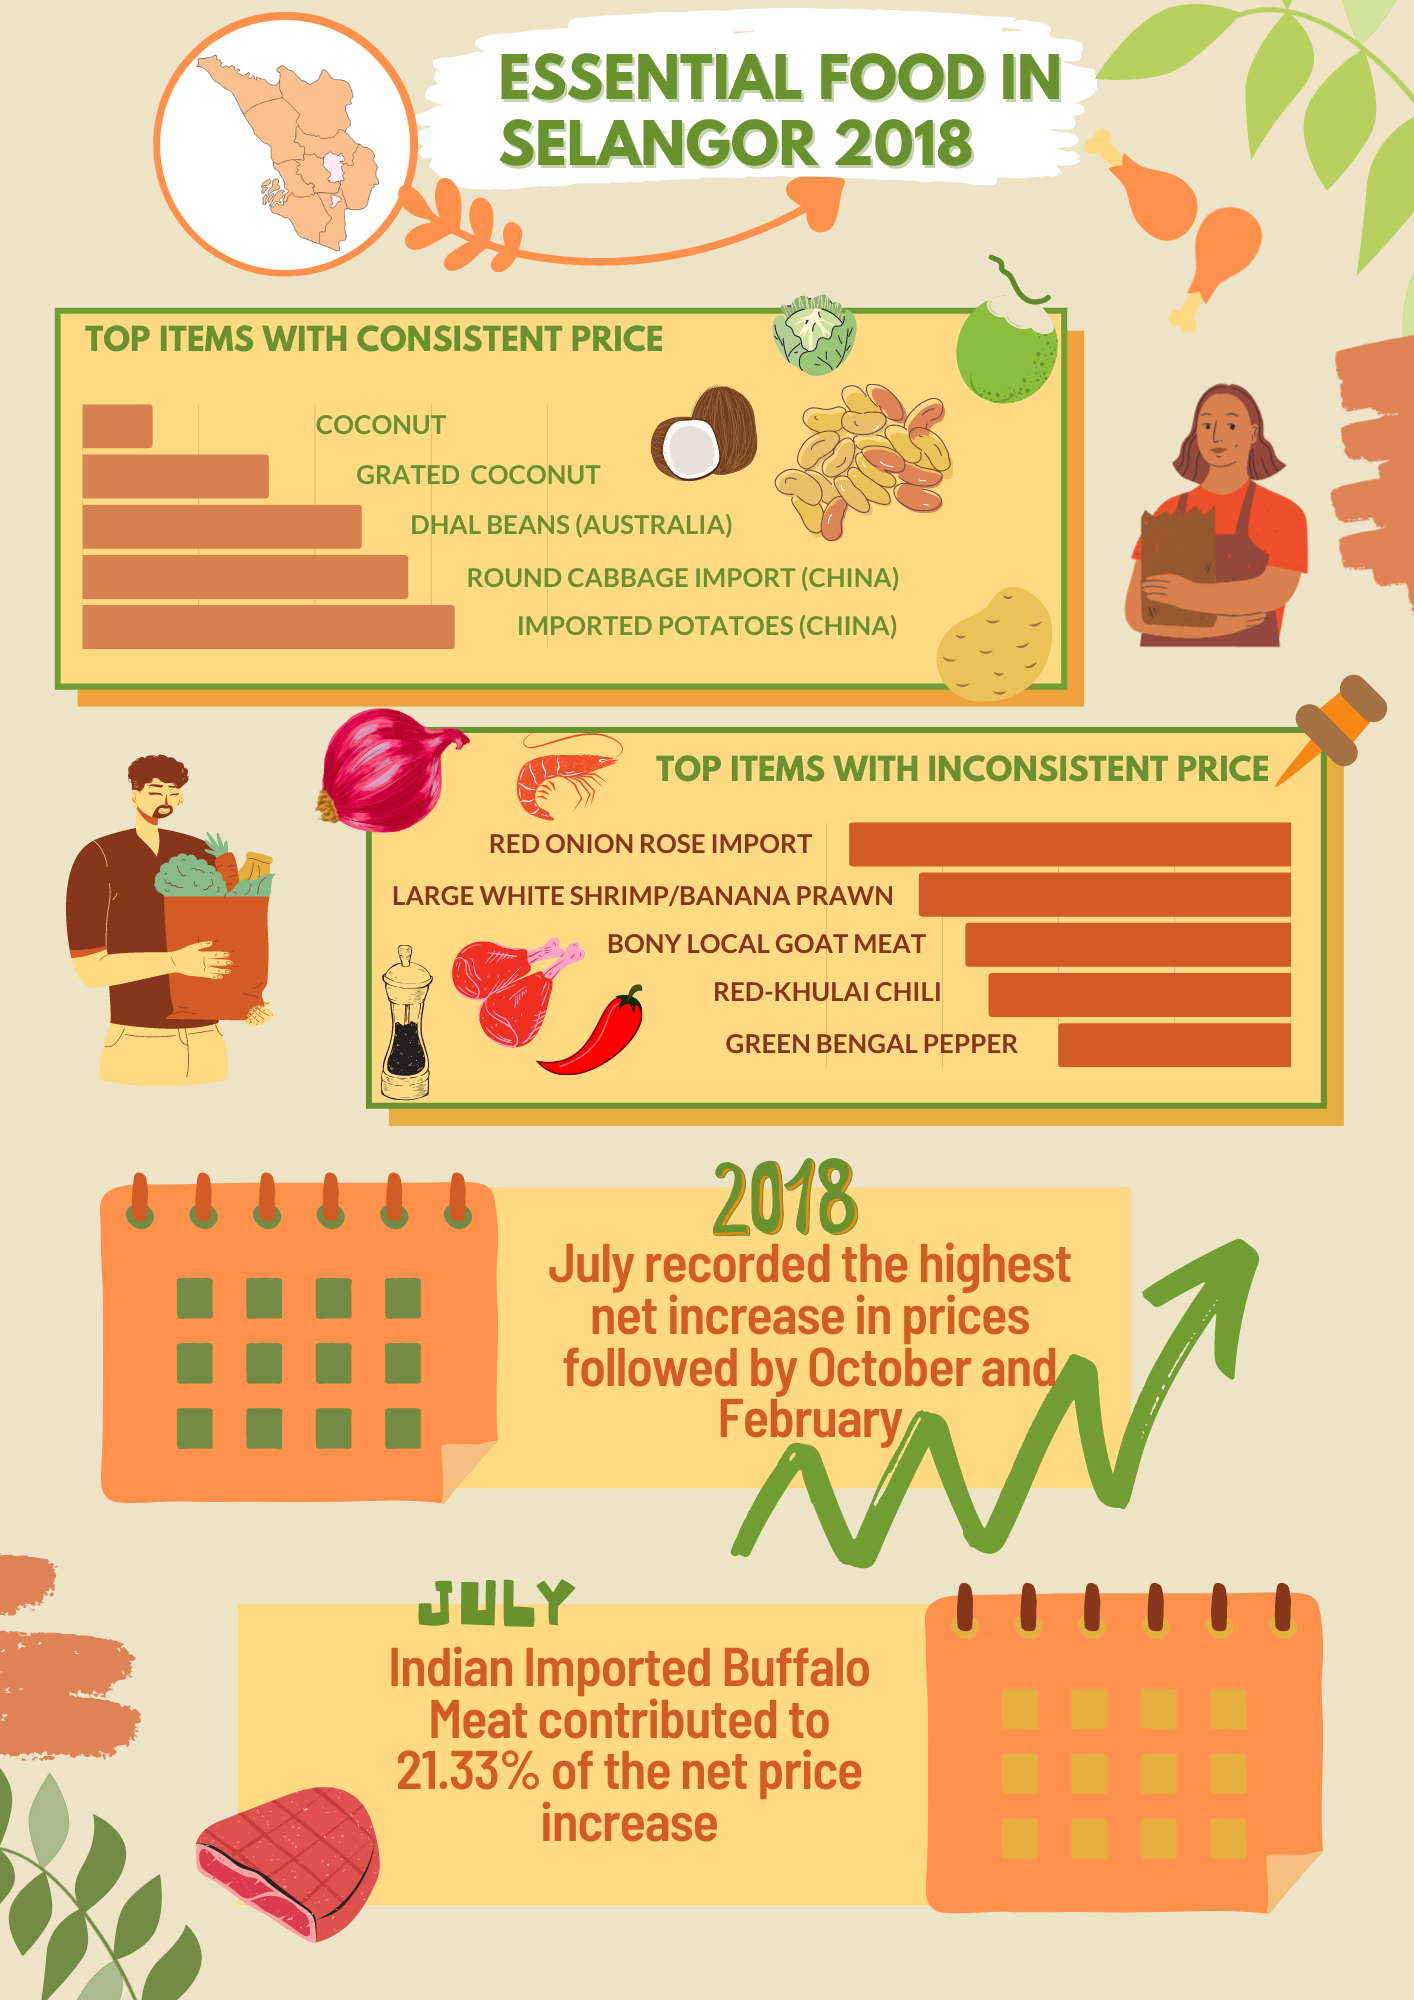 ESSENTIAL FOOD IN
SELANGOR 2018
TOP ITEMS WITH CONSISTENT PRICE
COCONUT
GRATED COCONUT
DHAL BEANS (AUSTRALIA)
ROUND CABBAGE IMPORT (CHINA)
IMPORTED POTATOES (CHINA)
TOP ITEMS WITH INCONSISTENT PRICE
RED ONION ROSE IMPORT
LARGE WHITE SHRIMP/BANANA PRAWN
BONY LOCAL GOAT MEAT
RED-KHULAI CHILI
GREEN BENGAL PEPPER
2018
July recorded the highest
net increase in prices
followed by October and
February
JULY
Indian Imported Buffalo
Meat contributed to
21.33% of the net price
increase